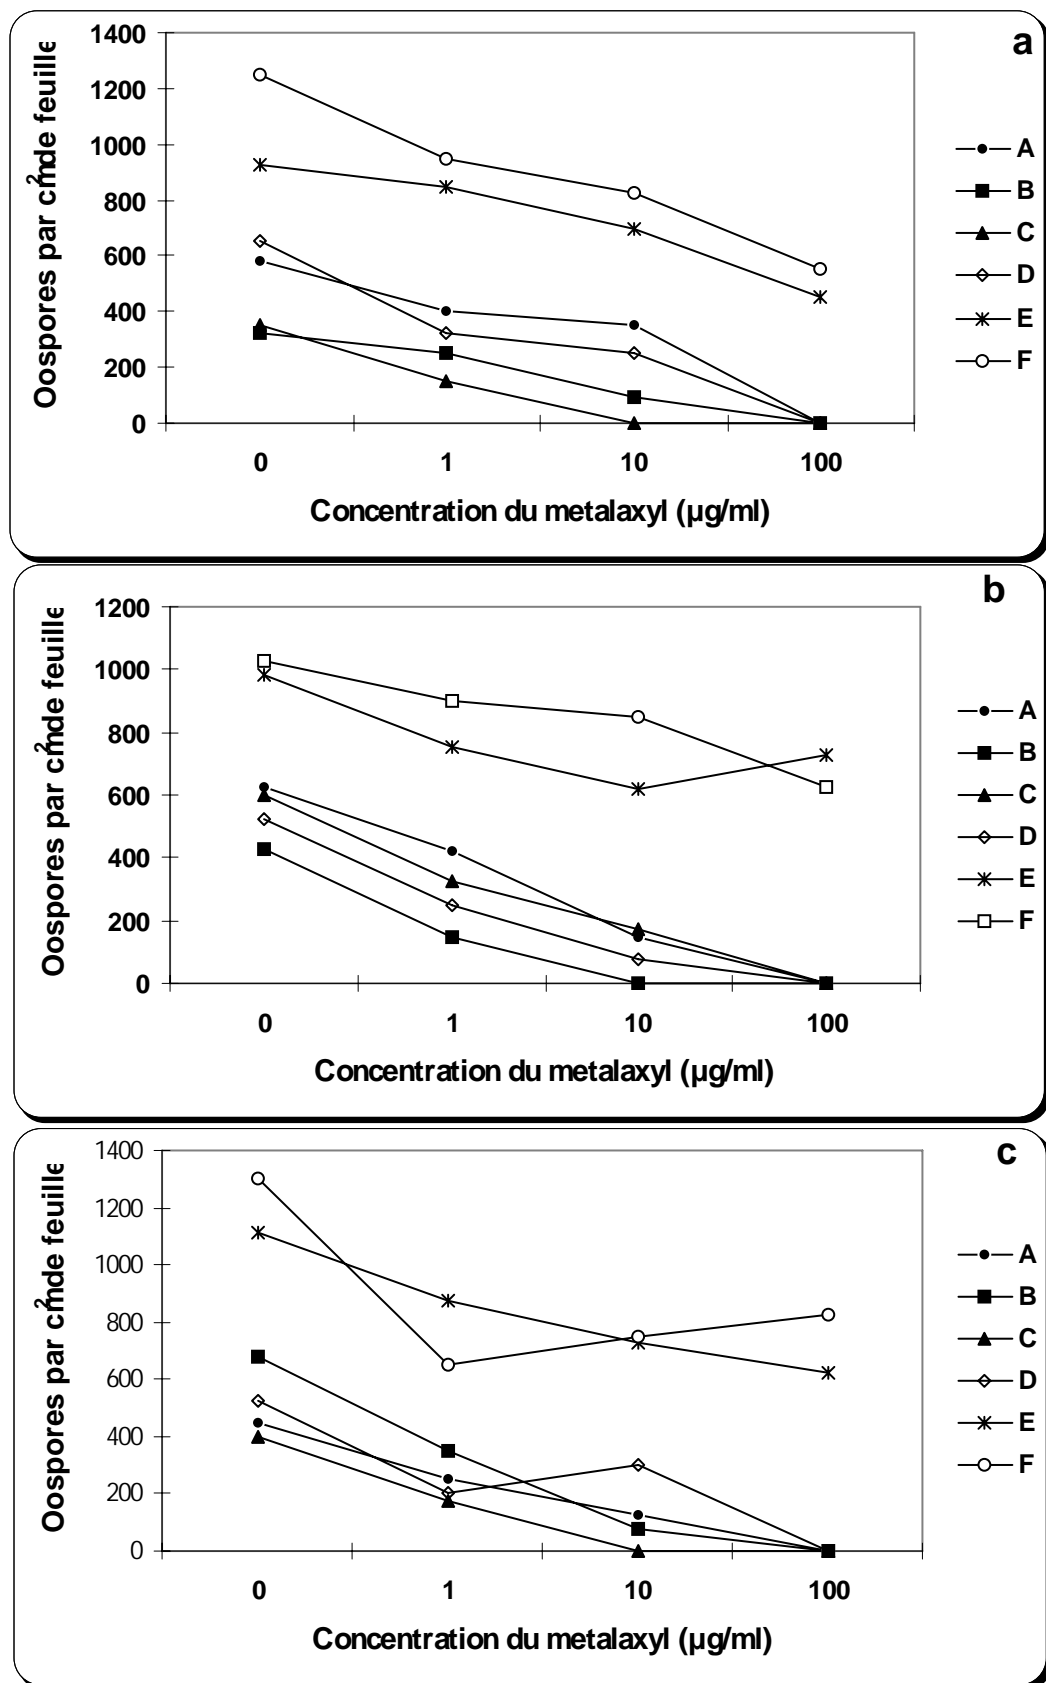 a
Oospores par cm2 de feuille
1400
1200
1000
800
600
400
200
0
0 1 10 100
Concentration du metalaxyl (µg/ml)
A
B
C
D
E
F
b
Oospores par cm2 de feuille
1200
1000
800
600
400
200
0
0 1 10 100
Concentration du metalaxyl (µg/ml)
A
B
C
D
E
F
c
Oospores par cm2 de feuille
1400
1200
1000
800
600
400
200
0
0 1 10 100
Concentration du metalaxyl (µg/ml)
A
B
C
D
E
F